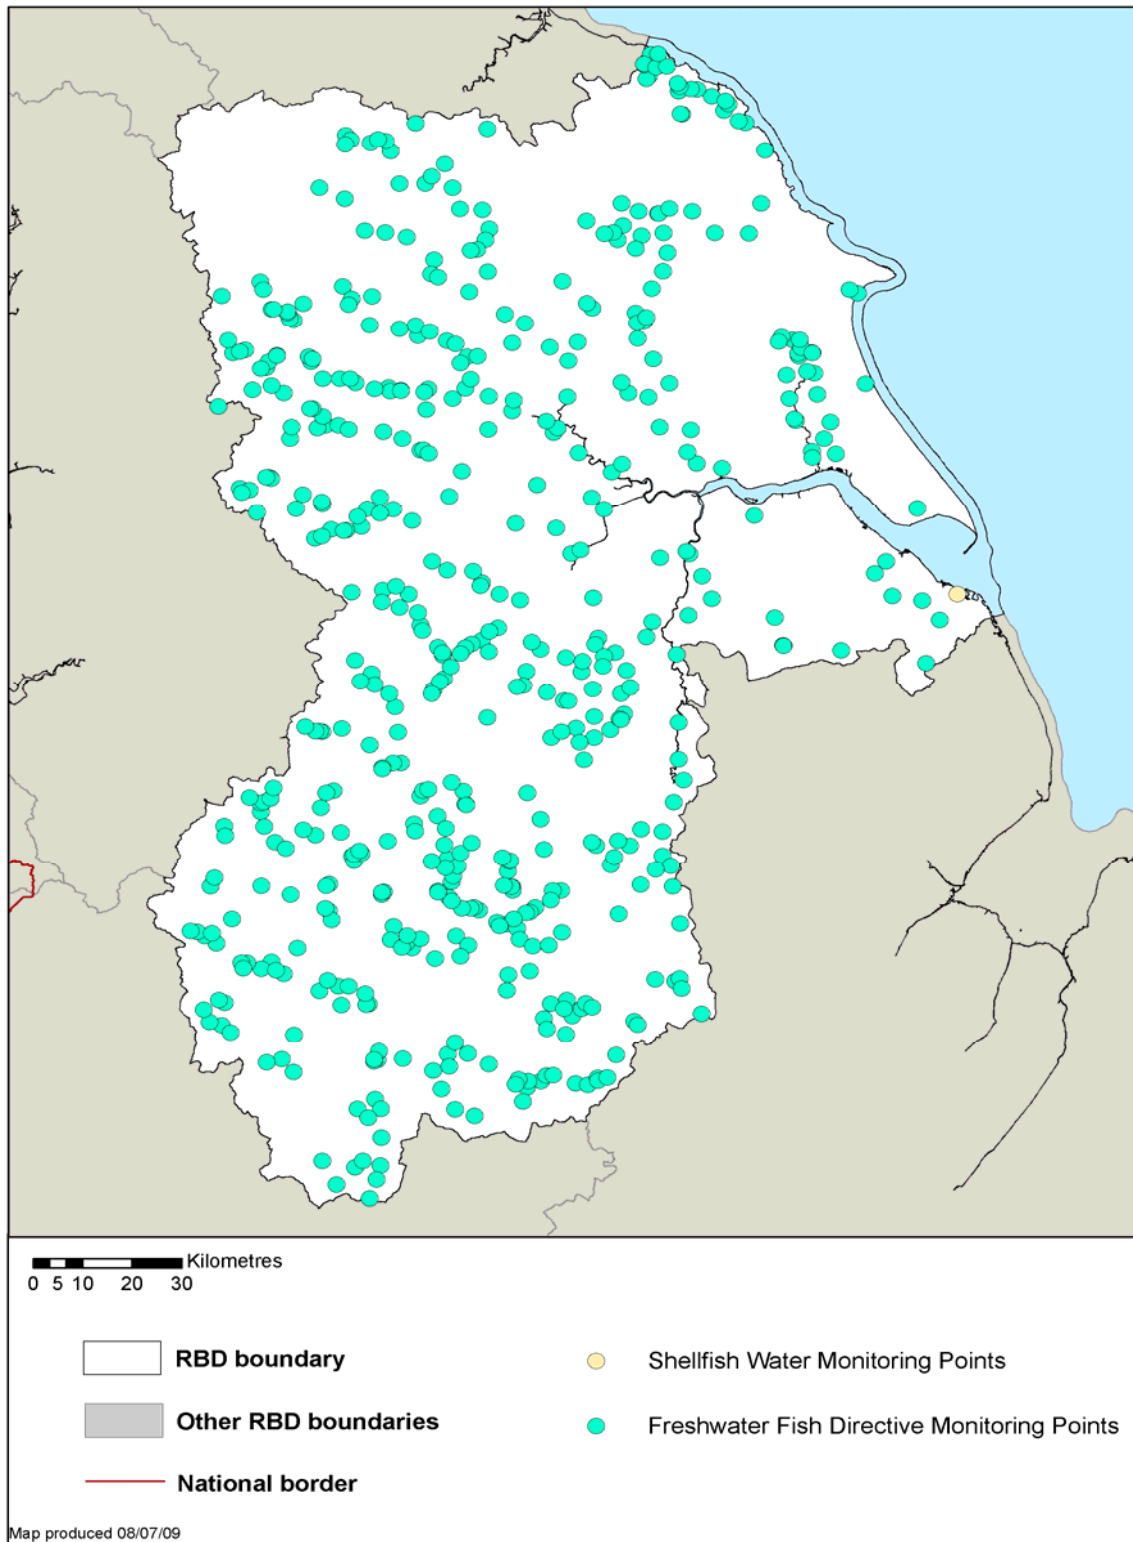 Kilometres
0 5 10 20 30
RBD boundary
Shellfish Water Monitoring Points
Other RBD boundaries
Freshwater Fish Directive Monitoring Points
National border
Map produced 08/07/09